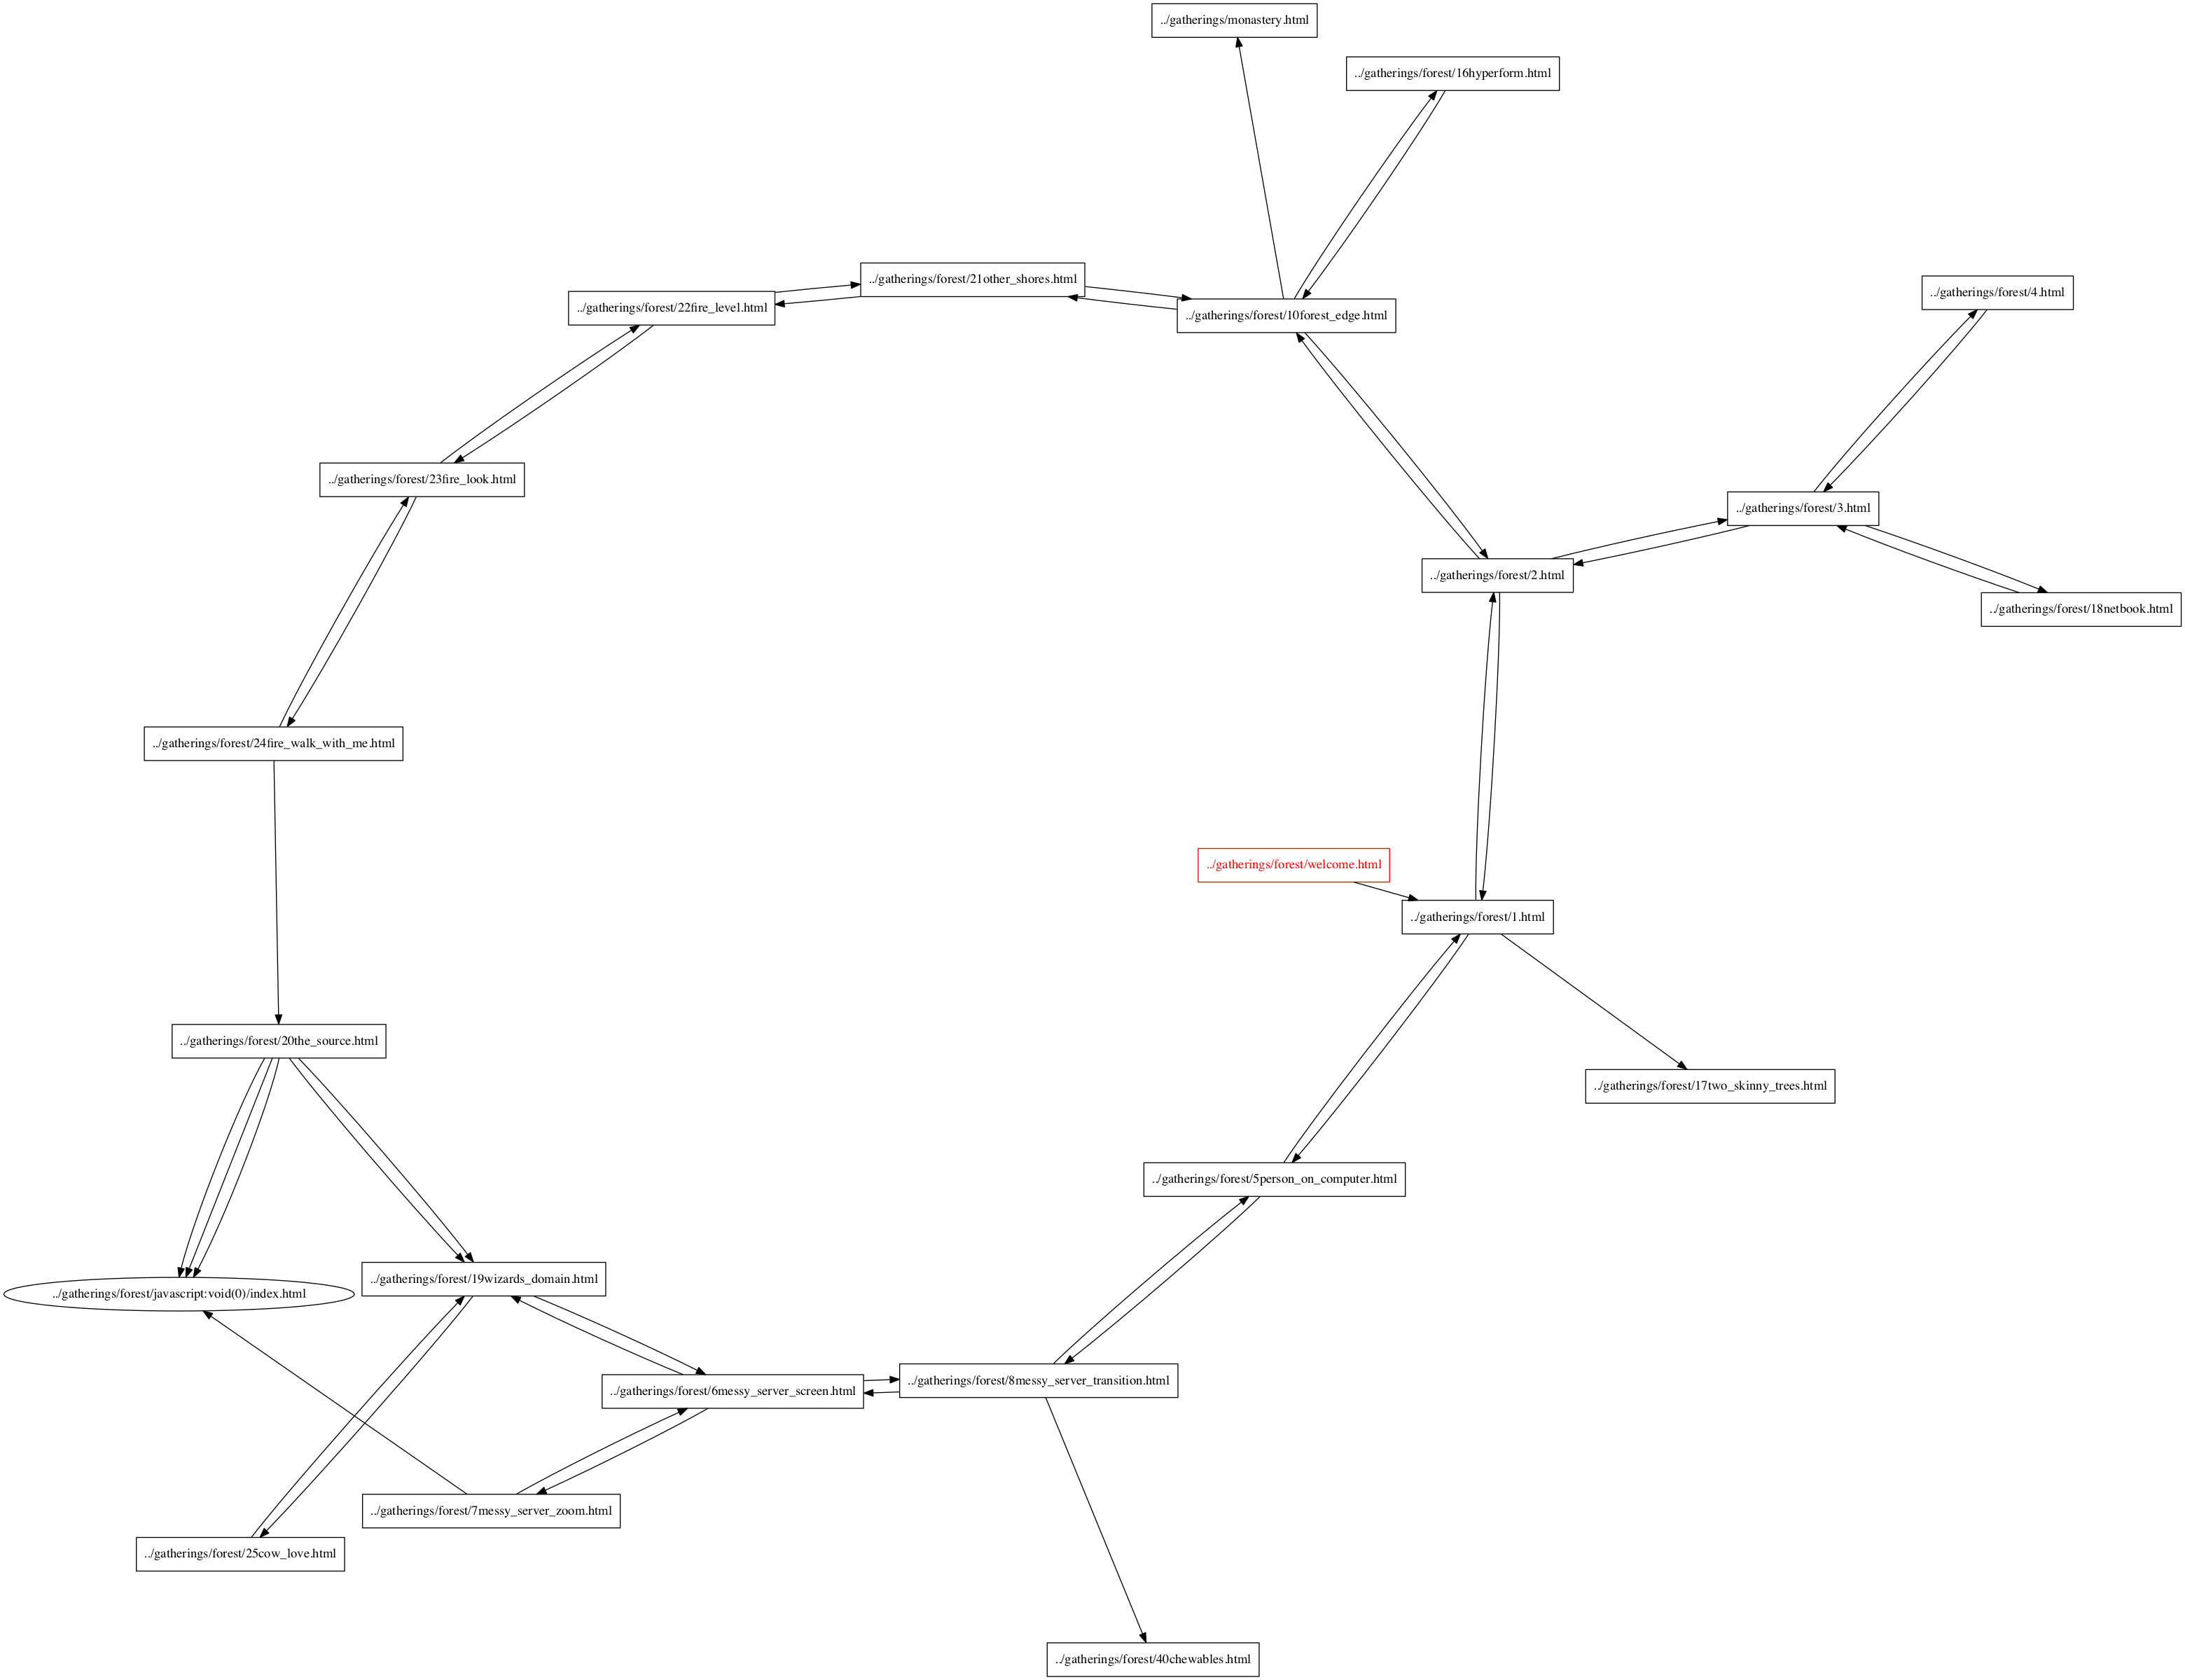 ../gatherings/monastery.html
../gatherings/forest/16hyperform.html
../gatherings/forest/21other_shores.html
../gatherings/forest/4.html
../gatherings/forest/22fire_level.html
../gatherings/forest/10forest_edge.html
../gatherings/forest/23fire_look.html
../gatherings/forest/3.html
../gatherings/forest/2.html
../gatherings/forest/18netbook.html
../gatherings/forest/24fire_walk_with_me.html
../gatherings/forest/welcome.html
../gatherings/forest/1.html
../gatherings/forest/20the_source.html
../gatherings/forest/17two_skinny_trees.html
../gatherings/forest/5person_on_computer.html
../gatherings/forest/19wizards_domain.html
../gatherings/forest/javascript:void(0)/index.html
../gatherings/forest/8messy_server_transition.html
../gatherings/forest/6messy_server_screen.html
../gatherings/forest/7messy_server_zoom.html
../gatherings/forest/25cow_love.html
../gatherings/forest/40chewables.html